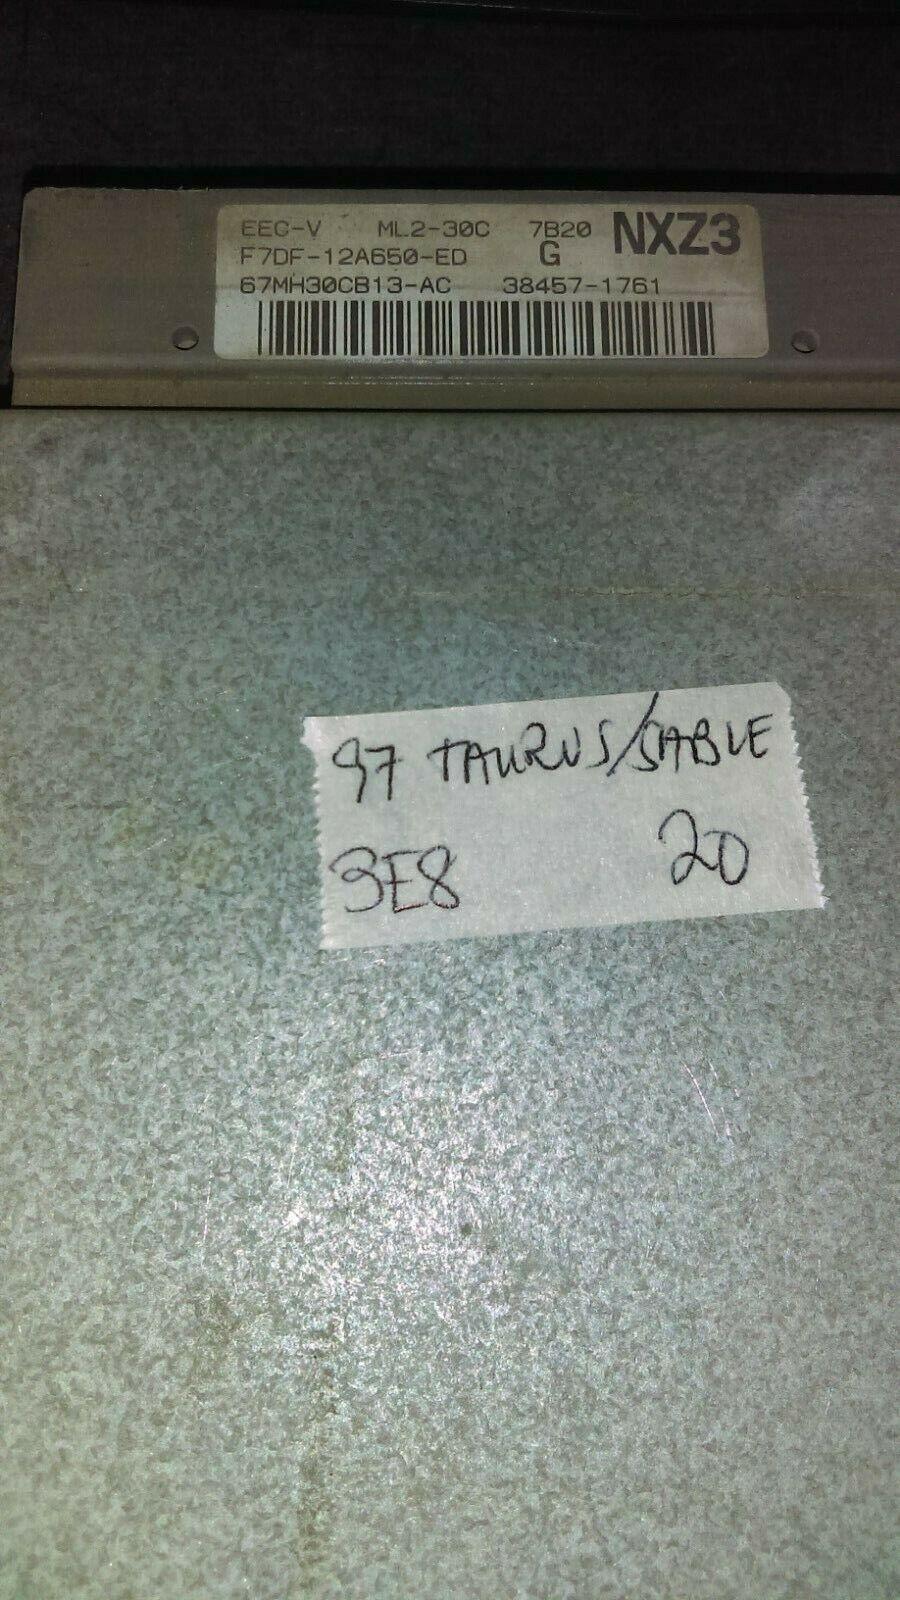 EEC-V ML2-30C 7B20 NXZ3
F7DF-12A650-ED G
67MH30CB13-AC 38457-1761
97 TAURUS/SABLE
3E8 20